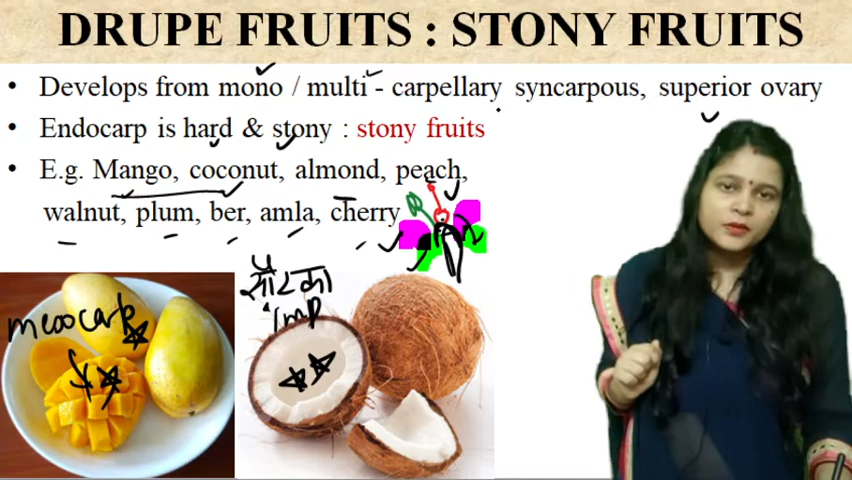 DRUPE FRUITS : STONY FRUITS
• Develops from mono / multi - carpellary syncarpous, superior ovary
• Endocarp is hard & stony : stony fruits
• E.g. Mango, coconut, almond, peach,
walnut, plum, ber, amla, cherry
Imp